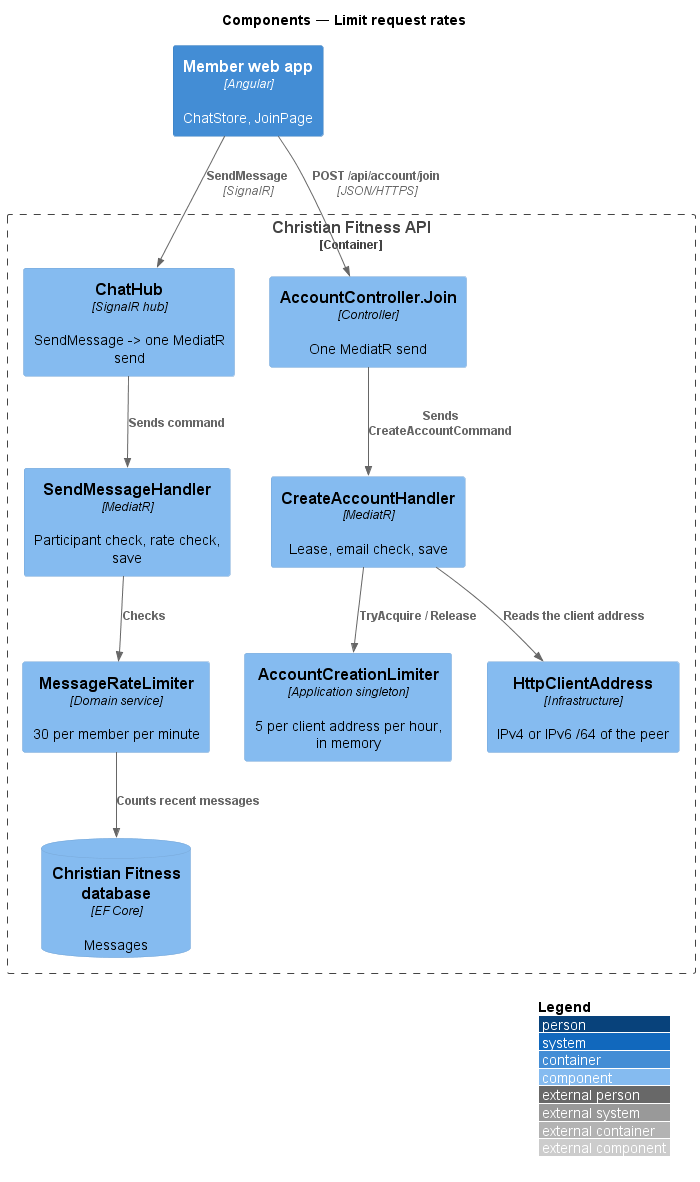 Components — Limit request rates
Member web app
[Angular]
ChatStore, JoinPage
SendMessage
[SignalR]
POST /api/account/join
[JSON/HTTPS]
Christian Fitness API
[Container]
ChatHub
[SignalR hub]
SendMessage -> one MediatR
send
AccountController.Join
[Controller]
One MediatR send
Sends command
Sends
CreateAccountCommand
SendMessageHandler
[MediatR]
Participant check, rate check,
save
CreateAccountHandler
[MediatR]
Lease, email check, save
Checks
TryAcquire / Release
Reads the client address
MessageRateLimiter
[Domain service]
30 per member per minute
AccountCreationLimiter
[Application singleton]
5 per client address per hour,
in memory
HttpClientAddress
[Infrastructure]
IPv4 or IPv6 /64 of the peer
Counts recent messages
Christian Fitness
database
[EF Core]
Messages
Legend
person
system
container
component
external person
external system
external container
external component